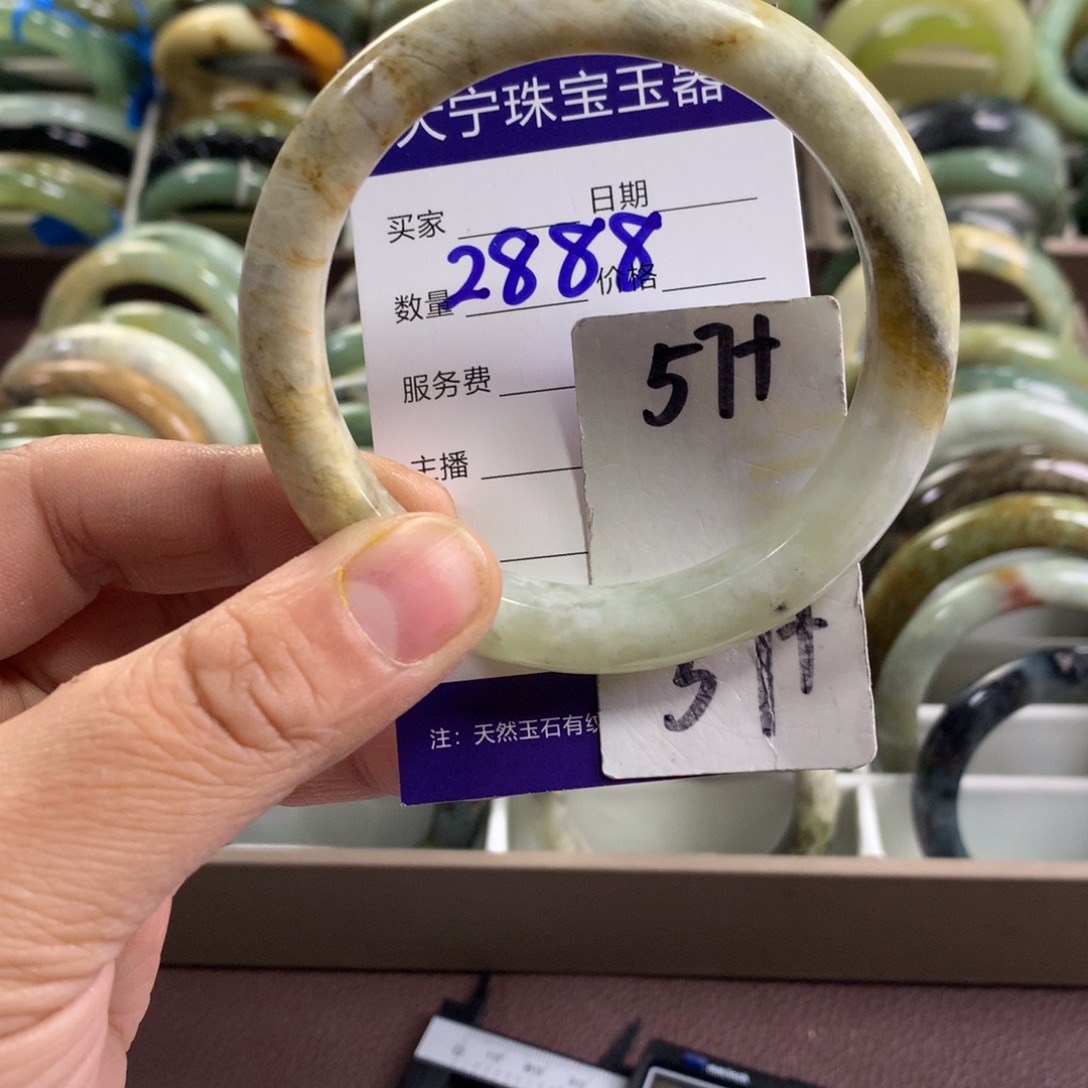 天宁珠宝玉器
买家 日期
2888
数量 价格
5H
服务费
主播
5H
注：天然玉石有纹